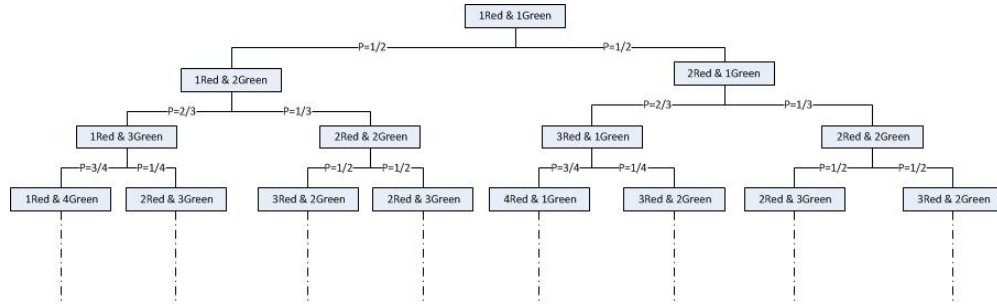 1Red & 1Green
P=1/2 P=1/2
1Red & 2Green 2Red & 1Green
P=2/3 P=1/3 P=2/3 P=1/3
1Red & 3Green 2Red & 2Green 3Red & 1Green 2Red & 2Green
P=3/4 P=1/4 P=1/2 P=1/2 P=3/4 P=1/4 P=1/2 P=1/2
1Red & 4Green 2Red & 3Green 3Red & 2Green 2Red & 3Green 4Red & 1Green 3Red & 2Green 2Red & 3Green 3Red & 2Green